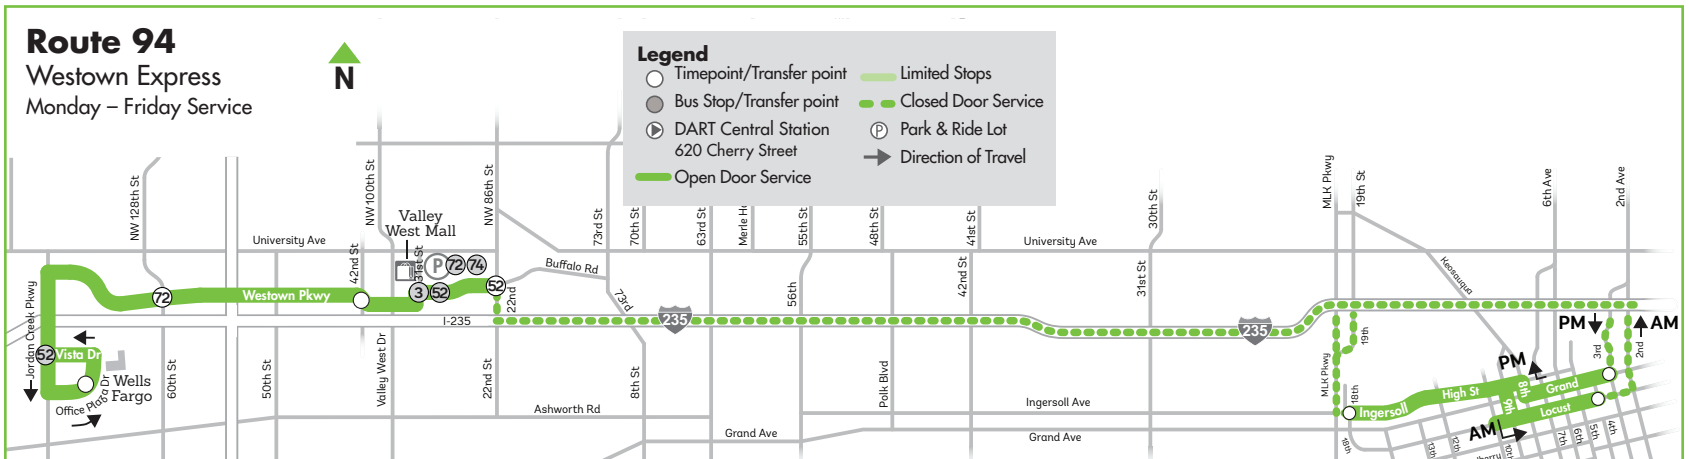 Route 94
Westown Express
Monday – Friday Service
N
Legend
Timepoint/Transfer point
Bus Stop/Transfer point
DART Central Station
620 Cherry Street
Open Door Service
Limited Stops
Closed Door Service
P
Park & Ride Lot
Direction of Travel
NW 128th St
NW 100th St
NW 86th St
Valley
West Mall
73rd St
70th St
63rd St
55th St
48th St
41st St
30th St
MLK Pkwy
19th St
6th Ave
2nd Ave
University Ave
University Ave
42nd St
31st St
P
72
74
3
52
52
22nd
Buffalo Rd
73rd
56th
42nd St
31st St
Keosauqua
Jordan Creek Pkwy
72
Westown Pkwy
I-235
235
235
PM
AM
3rd
2nd
52
Vista Dr
Wells
Fargo
Office Plaza Dr
60th St
50th St
Valley West Dr
22nd St
8th St
Polk Blvd
MLK Pkwy
19th
18th
Ashworth Rd
Grand Ave
Ingersoll Ave
Grand Ave
Ingersoll
High St
PM
8th
9th
Grand
Locust
AM
18th
13th
12th
10th
7th
6th
5th
4th